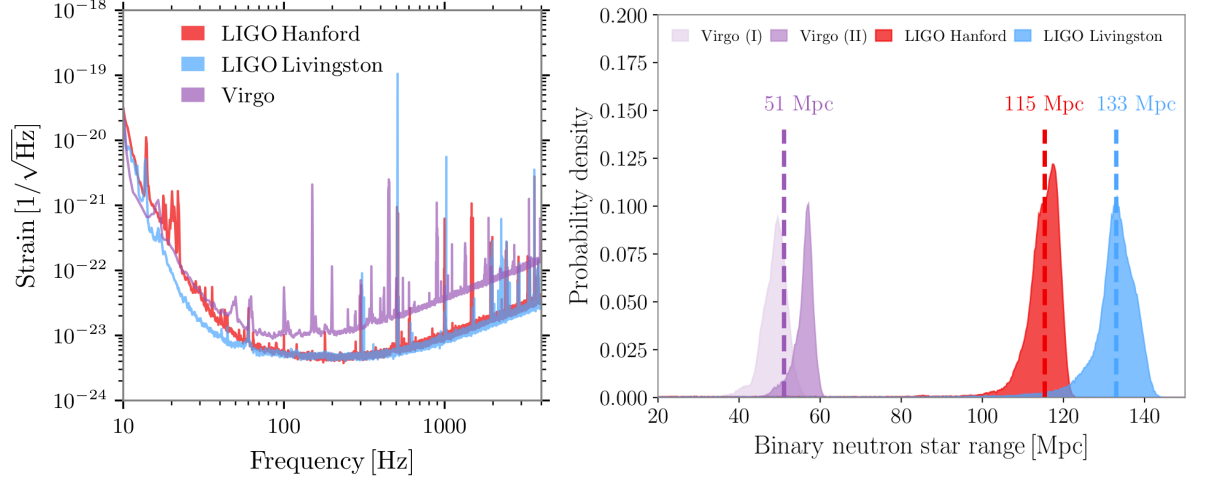 10⁻¹⁸
10⁻¹⁹
10⁻²⁰
10⁻²¹
10⁻²²
10⁻²³
10⁻²⁴
Strain [1/√Hz]
LIGO Hanford
LIGO Livingston
Virgo
10 100 1000
Frequency [Hz]
0.200
0.175
0.150
0.125
0.100
0.075
0.050
0.025
0.000
Probability density
Virgo (I) Virgo (II) LIGO Hanford LIGO Livingston
51 Mpc 115 Mpc 133 Mpc
20 40 60 80 100 120 140
Binary neutron star range [Mpc]